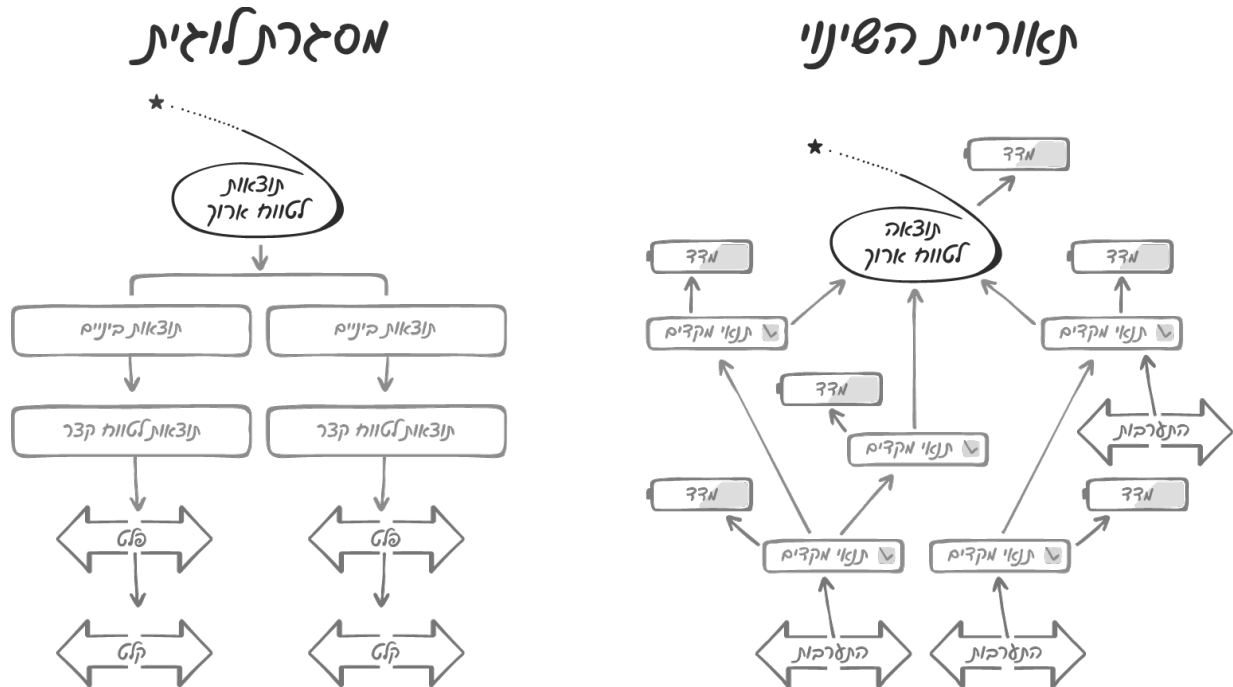 מסגרת לוגית
תוצאות
לטווח ארוך
תוצאות ביניים
תוצאות ביניים
תוצאות לטווח קצר
תוצאות לטווח קצר
פלט
פלט
קלט
קלט
תאוריית השינוי
מדד
תוצאה
לטווח ארוך
מדד
מדד
תנאי מקדים
תנאי מקדים
מדד
התערבות
תנאי מקדים
מדד
מדד
תנאי מקדים
תנאי מקדים
התערבות
התערבות